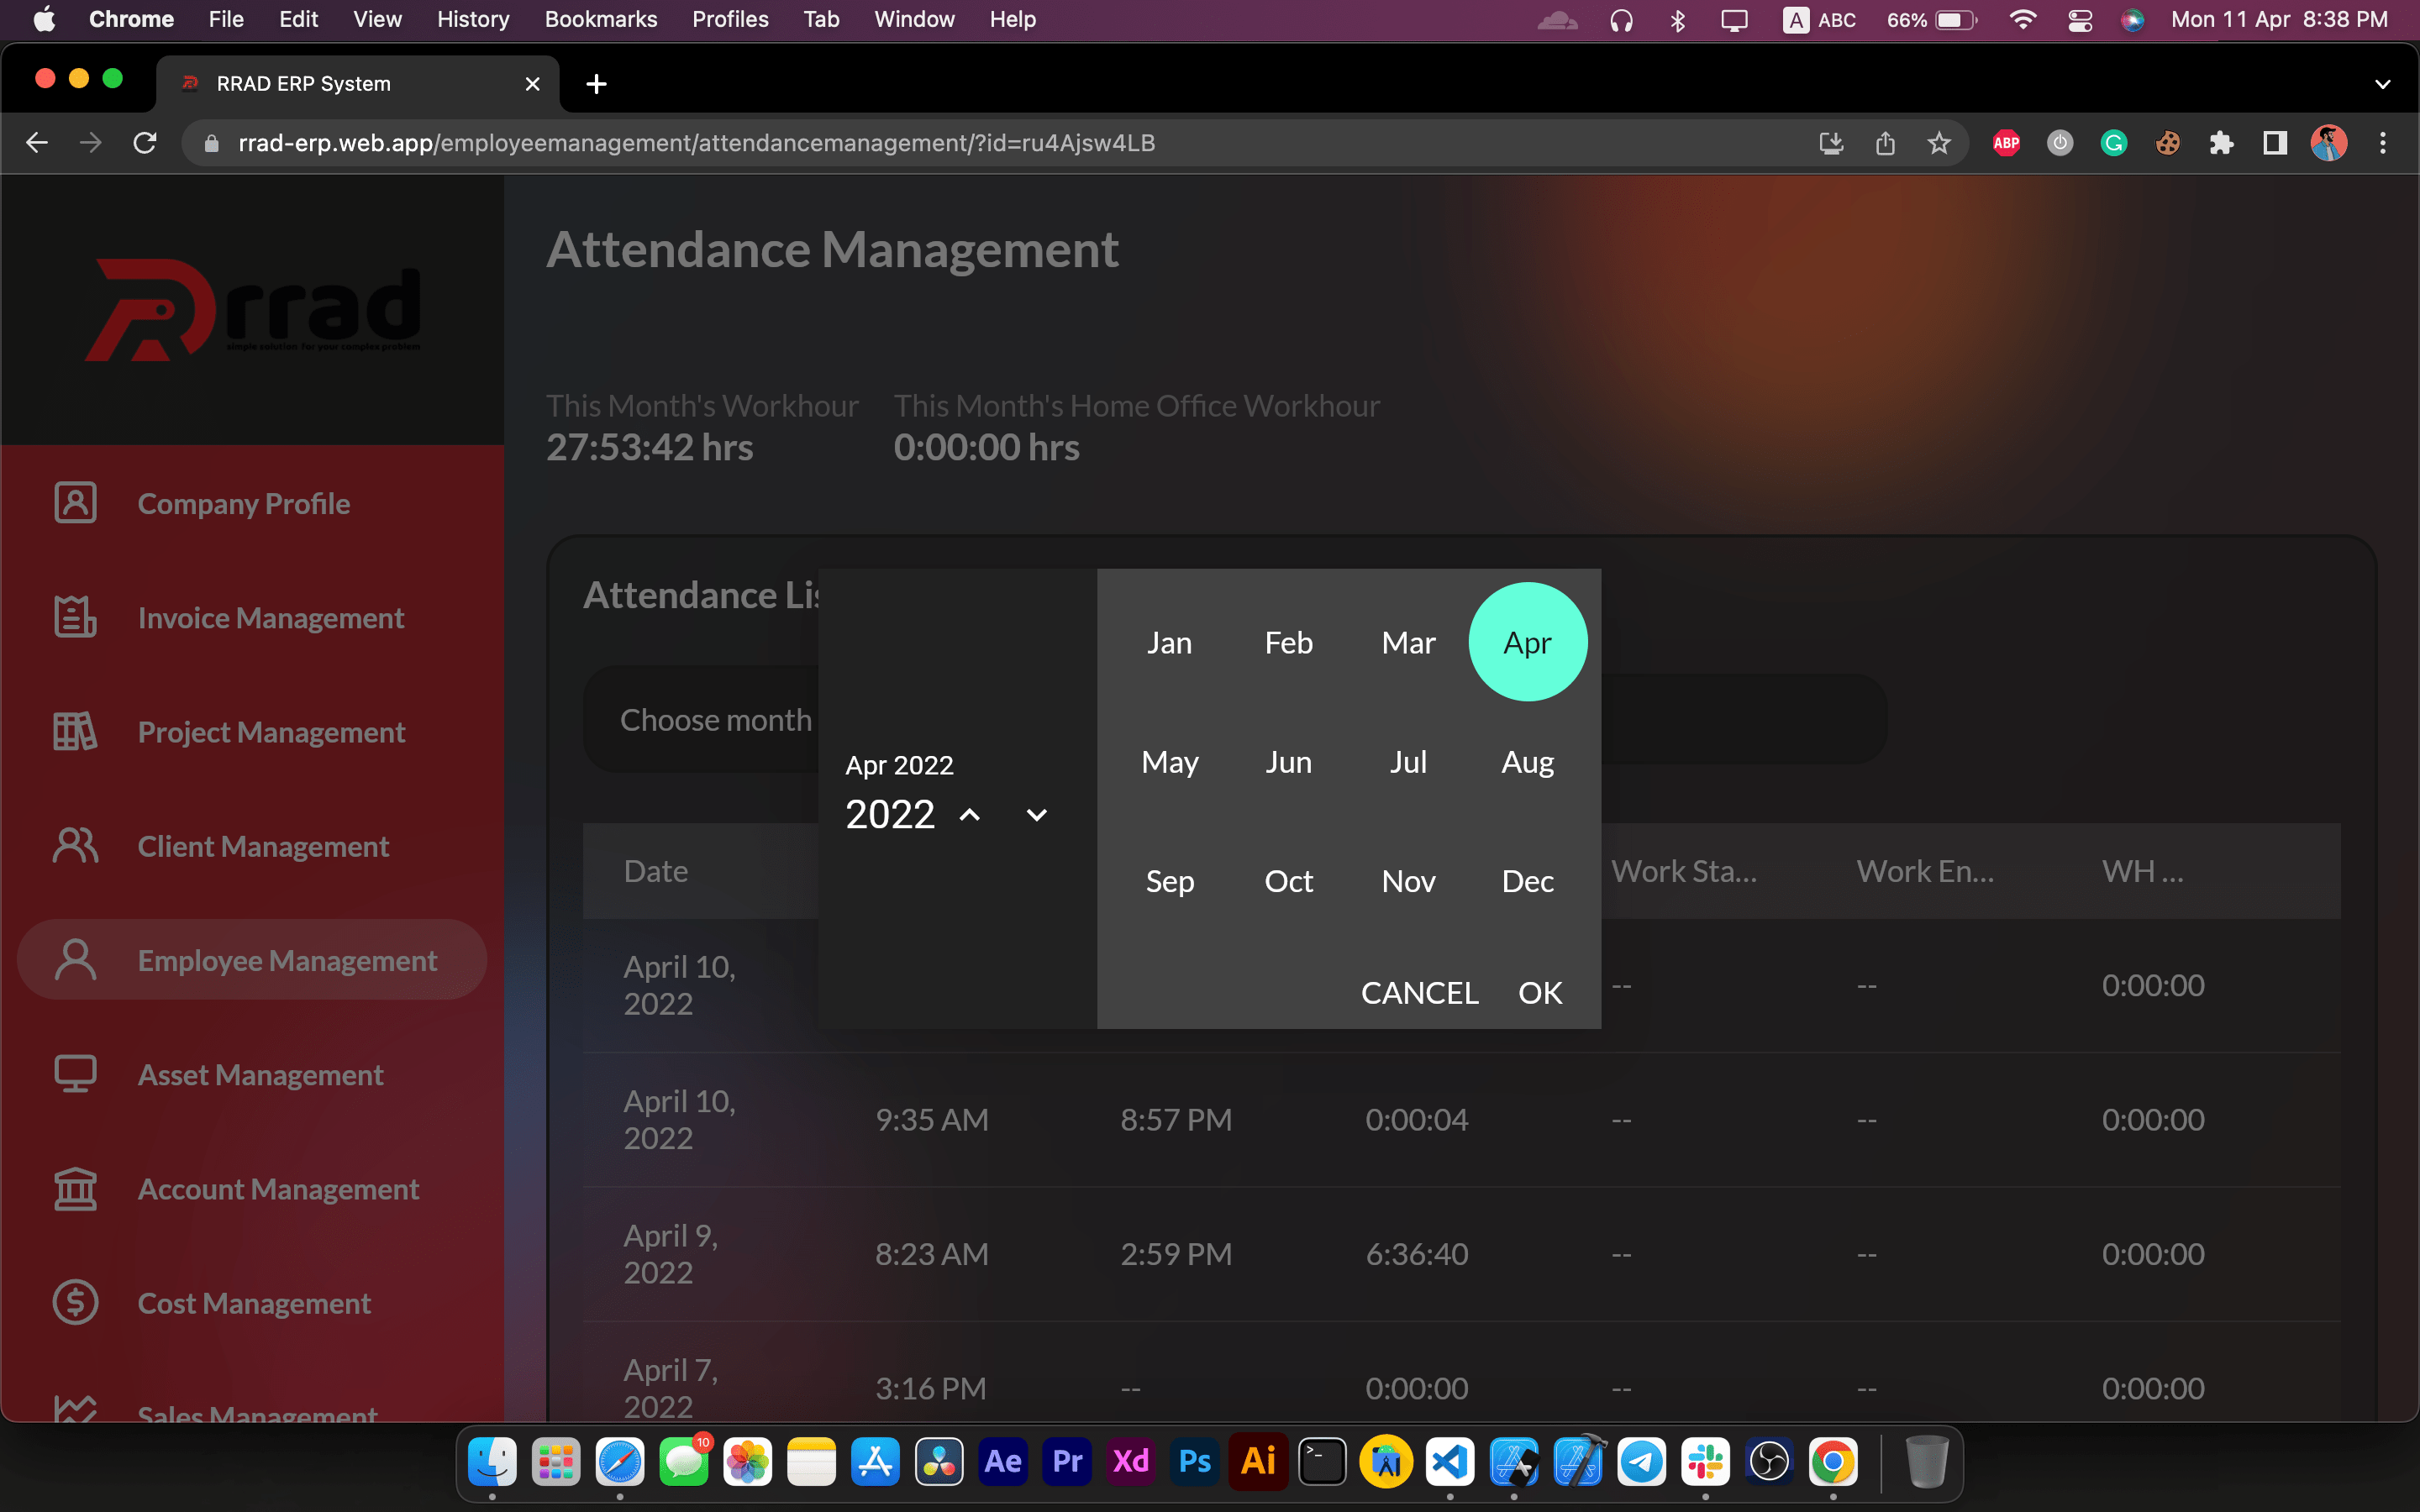 Chrome File Edit View History Bookmarks Profiles Tab Window Help A ABC 66% Mon 11 Apr 8:38 PM
RRAD ERP System
rrad-erp.web.app/employeemanagement/attendancemanagement/?id=ru4Ajsw4LB ABP
rrad
simple solution for your complex problem
Company Profile
Invoice Management
Project Management
Client Management
Employee Management
Asset Management
Account Management
Cost Management
Sales Management
Attendance Management
This Month's Workhour This Month's Home Office Workhour
27:53:42 hrs 0:00:00 hrs
Attendance Lis
Choose month
Apr 2022
2022
Jan Feb Mar Apr
May Jun Jul Aug
Sep Oct Nov Dec
CANCEL OK
Date Work Sta... Work En... WH ...
April 10,
2022 -- -- 0:00:00
April 10,
2022 9:35 AM 8:57 PM 0:00:04 -- -- 0:00:00
April 9,
2022 8:23 AM 2:59 PM 6:36:40 -- -- 0:00:00
April 7,
2022 3:16 PM -- 0:00:00 -- -- 0:00:00
10 Ae Pr Xd Ps Ai